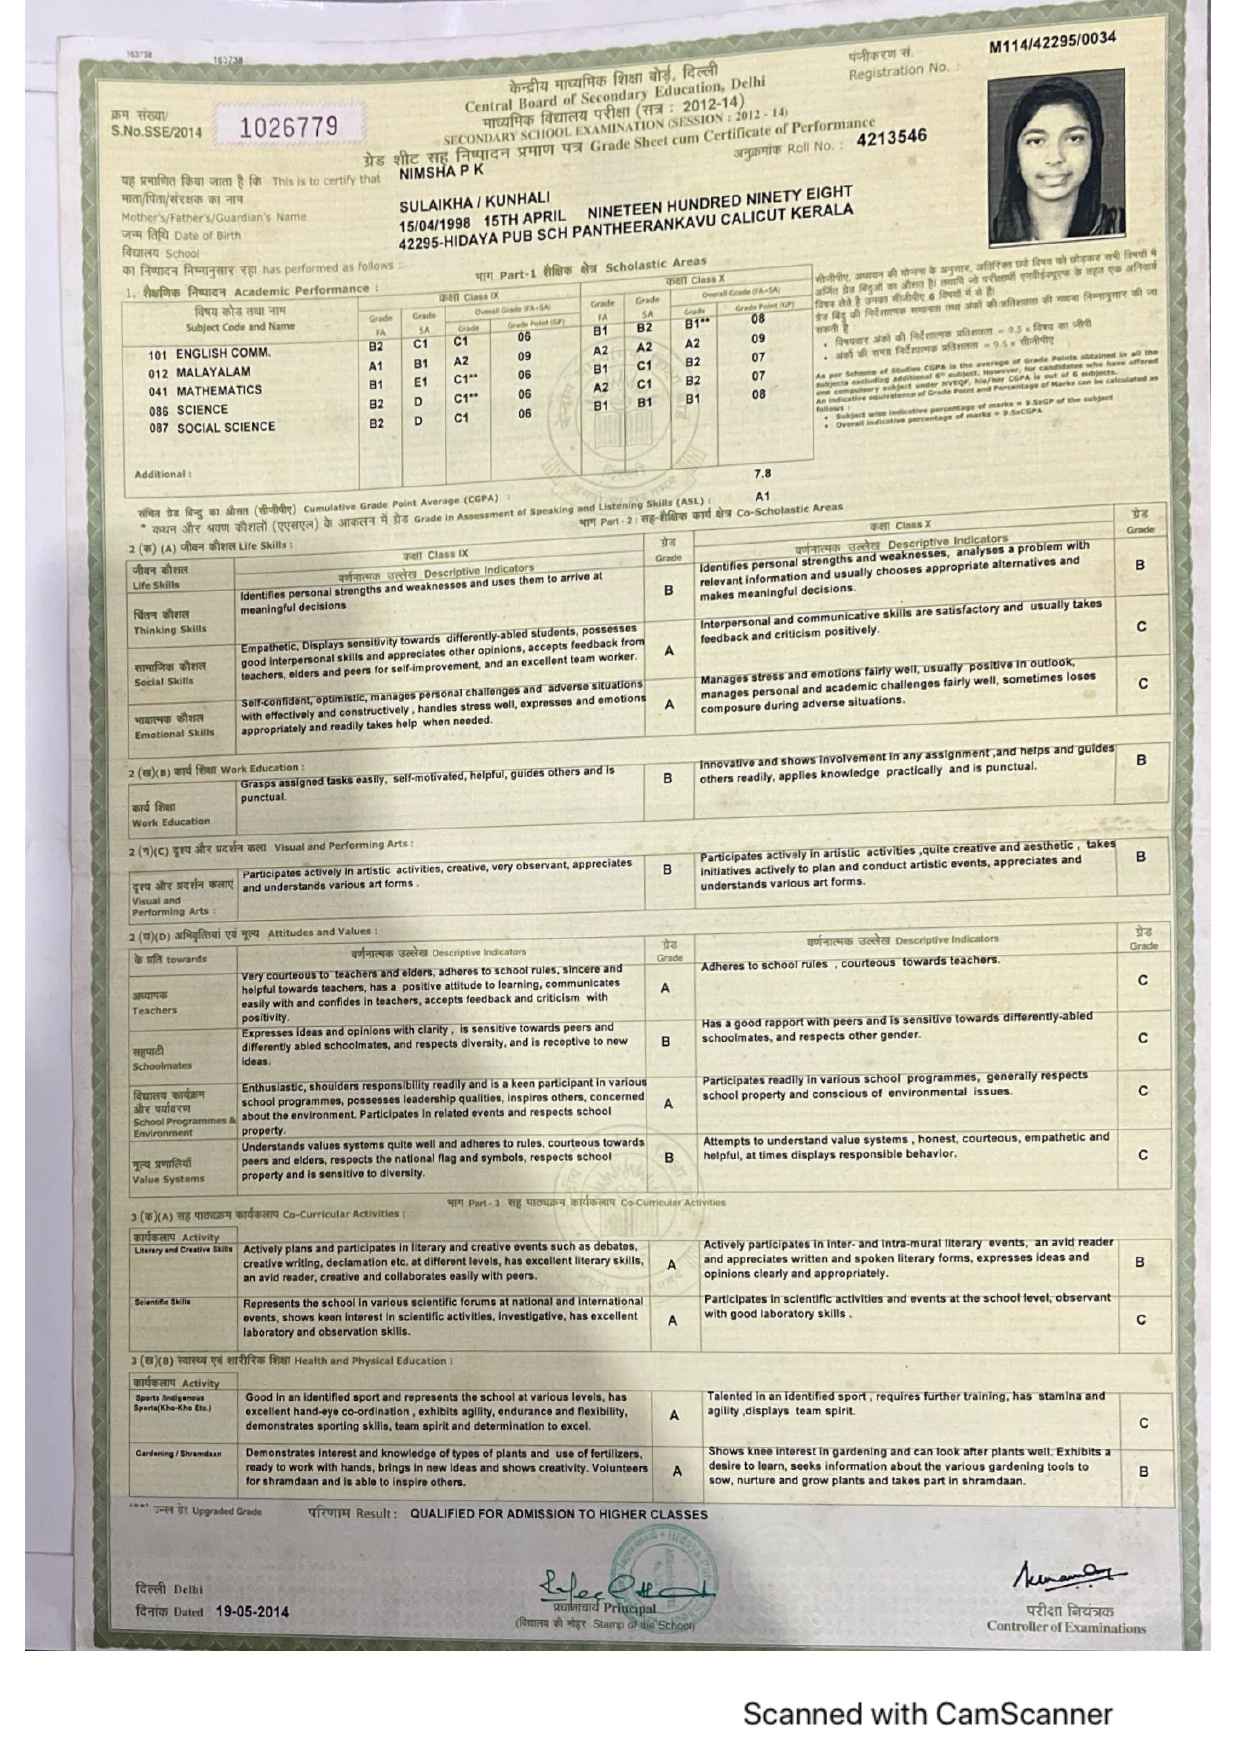 163738
163738
पंजीकरण सं.
Registration No. :
M114/42295/0034
केन्द्रीय माध्यमिक शिक्षा बोर्ड, दिल्ली
Central Board of Secondary Education, Delhi
माध्यमिक विद्यालय परीक्षा (सत्र : 2012-14)
SECONDARY SCHOOL EXAMINATION (SESSION : 2012 - 14)
ग्रेड शीट सह निष्पादन प्रमाण पत्र Grade Sheet cum Certificate of Performance
क्रम संख्या/
S.No.SSE/2014 1026779
अनुक्रमांक Roll No. : 4213546
यह प्रमाणित किया जाता है कि This is to certify that NIMSHA P K
माता/पिता/संरक्षक का नाम
Mother's/Father's/Guardian's Name SULAIKHA / KUNHALI
जन्म तिथि Date of Birth 15/04/1998 15TH APRIL NINETEEN HUNDRED NINETY EIGHT
विद्यालय School 42295-HIDAYA PUB SCH PANTHEERANKAVU CALICUT KERALA
का निष्पादन निम्नानुसार रहा has performed as follows :
भाग Part-1 शैक्षिक क्षेत्र Scholastic Areas
1. शैक्षणिक निष्पादन Academic Performance :
विषय कोड तथा नाम
Subject Code and Name
कक्षा Class IX
कक्षा Class X
Overall Grade (FA+SA)
Overall Grade (FA+SA)
Grade FA Grade SA Grade Grade Point (GP) Grade FA Grade SA Grade Grade Point (GP)
101 ENGLISH COMM. B2 C1 C1 06 B1 B2 B1** 08
012 MALAYALAM A1 B1 A2 09 A2 A2 A2 09
041 MATHEMATICS B1 E1 C1** 06 B1 C1 B2 07
086 SCIENCE B2 D C1** 06 A2 C1 B2 07
087 SOCIAL SCIENCE B2 D C1 06 B1 B1 B1 08
Additional :
As per Scheme of Studies CGPA is the average of Grade Points obtained in all the
subjects excluding additional 6th subject. However, for candidates who have offered
one compulsory subject under NVEQF, his/her CGPA is out of 6 subjects.
An indicative equivalence of Grade Point and Percentage of Marks can be calculated as
follows :
• Subject wise indicative percentage of marks = 9.5xGP of the subject
• Overall indicative percentage of marks = 9.5xCGPA
संचित ग्रेड बिन्दु का औसत (सीजीपीए) Cumulative Grade Point Average (CGPA) : 7.8
* कथन और श्रवण कौशलों (एएसएल) के आकलन में ग्रेड Grade in Assessment of Speaking and Listening Skills (ASL) : A1
भाग Part-2: सह-शैक्षिक कार्य क्षेत्र Co-Scholastic Areas
2 (क) (A) जीवन कौशल Life Skills :
जीवन कौशल
Life Skills
कक्षा Class IX
वर्णनात्मक उल्लेख Descriptive Indicators
ग्रेड
Grade
कक्षा Class X
वर्णनात्मक उल्लेख Descriptive Indicators
ग्रेड
Grade
चिंतन कौशल
Thinking Skills
Identifies personal strengths and weaknesses and uses them to arrive at
meaningful decisions
B
Identifies personal strengths and weaknesses, analyses a problem with
relevant information and usually chooses appropriate alternatives and
makes meaningful decisions.
B
सामाजिक कौशल
Social Skills
Empathetic, Displays sensitivity towards differently-abled students, possesses
good interpersonal skills and appreciates other opinions, accepts feedback from
teachers, elders and peers for self-improvement, and an excellent team worker.
A
Interpersonal and communicative skills are satisfactory and usually takes
feedback and criticism positively.
C
भावात्मक कौशल
Emotional Skills
Self-confident, optimistic, manages personal challenges and adverse situations
with effectively and constructively , handles stress well, expresses and emotions
appropriately and readily takes help when needed.
A
Manages stress and emotions fairly well, usually positive in outlook,
manages personal and academic challenges fairly well, sometimes loses
composure during adverse situations.
C
2 (ख)(B) कार्य शिक्षा Work Education :
कार्य शिक्षा
Work Education
Grasps assigned tasks easily, self-motivated, helpful, guides others and is
punctual.
B
Innovative and shows involvement in any assignment ,and helps and guides
others readily, applies knowledge practically and is punctual.
B
2 (ग)(C) दृश्य और प्रदर्शन कला Visual and Performing Arts :
दृश्य और प्रदर्शन कलाएं
Visual and
Performing Arts :
Participates actively in artistic activities, creative, very observant, appreciates
and understands various art forms .
B
Participates actively in artistic activities ,quite creative and aesthetic , takes
initiatives actively to plan and conduct artistic events, appreciates and
understands various art forms.
B
2 (घ)(D) अभिवृत्तियां एवं मूल्य Attitudes and Values :
के प्रति towards
वर्णनात्मक उल्लेख Descriptive Indicators
ग्रेड
Grade
वर्णनात्मक उल्लेख Descriptive Indicators
ग्रेड
Grade
अध्यापक
Teachers
Very courteous to teachers and elders, adheres to school rules, sincere and
helpful towards teachers, has a positive attitude to learning, communicates
easily with and confides in teachers, accepts feedback and criticism with
positivity.
A
Adheres to school rules , courteous towards teachers.
C
सहपाठी
Schoolmates
Expresses ideas and opinions with clarity , is sensitive towards peers and
differently abled schoolmates, and respects diversity, and is receptive to new
ideas.
B
Has a good rapport with peers and is sensitive towards differently-abled
schoolmates, and respects other gender.
C
विद्यालय कार्यक्रम
और पर्यावरण
School Programmes &
Environment
Enthusiastic, shoulders responsibility readily and is a keen participant in various
school programmes, possesses leadership qualities, inspires others, concerned
about the environment. Participates in related events and respects school
property.
A
Participates readily in various school programmes, generally respects
school property and conscious of environmental issues.
C
मूल्य प्रणालियाँ
Value Systems
Understands values systems quite well and adheres to rules, courteous towards
peers and elders, respects the national flag and symbols, respects school
property and is sensitive to diversity.
B
Attempts to understand value systems , honest, courteous, empathetic and
helpful, at times displays responsible behavior.
C
भाग Part-3 सह पाठ्यक्रम कार्यकलाप Co-Curricular Activities
3 (क)(A) सह पाठ्यक्रम कार्यकलाप Co-Curricular Activities :
कार्यकलाप Activity
Literary and Creative Skills
Actively plans and participates in literary and creative events such as debates,
creative writing, declamation etc. at different levels, has excellent literary skills,
an avid reader, creative and collaborates easily with peers.
A
Actively participates in inter- and intra-mural literary events, an avid reader
and appreciates written and spoken literary forms, expresses ideas and
opinions clearly and appropriately.
B
Scientific Skills
Represents the school in various scientific forums at national and international
events, shows keen interest in scientific activities, investigative, has excellent
laboratory and observation skills.
A
Participates in scientific activities and events at the school level, observant
with good laboratory skills .
C
3 (ख)(B) स्वास्थ्य एवं शारीरिक शिक्षा Health and Physical Education :
कार्यकलाप Activity
Sports /Indigenous
Sports(Kho-Kho Etc.)
Good in an identified sport and represents the school at various levels, has
excellent hand-eye co-ordination , exhibits agility, endurance and flexibility,
demonstrates sporting skills, team spirit and determination to excel.
A
Talented in an identified sport , requires further training, has stamina and
agility ,displays team spirit.
C
Gardening / Shramdaan
Demonstrates interest and knowledge of types of plants and use of fertilizers,
ready to work with hands, brings in new ideas and shows creativity. Volunteers
for shramdaan and is able to inspire others.
A
Shows knee interest in gardening and can look after plants well. Exhibits a
desire to learn, seeks information about the various gardening tools to
sow, nurture and grow plants and takes part in shramdaan.
B
Upgraded Grade
परिणाम Result : QUALIFIED FOR ADMISSION TO HIGHER CLASSES
दिल्ली Delhi
दिनांक Dated 19-05-2014
प्रधानाचार्य Principal
(विद्यालय की मोहर Stamp of the School)
परीक्षा नियंत्रक
Controller of Examinations
Scanned with CamScanner